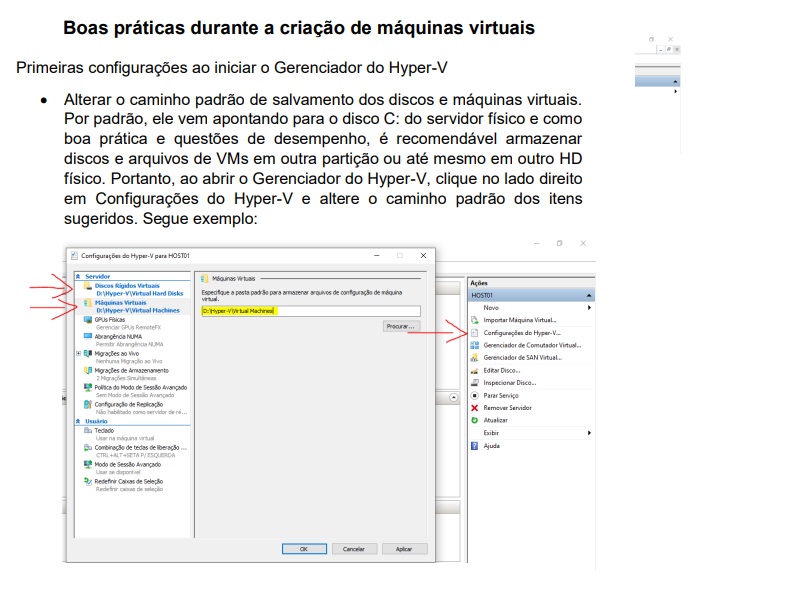 Boas práticas durante a criação de máquinas virtuais
Primeiras configurações ao iniciar o Gerenciador do Hyper-V
• Alterar o caminho padrão de salvamento dos discos e máquinas virtuais.
Por padrão, ele vem apontando para o disco C: do servidor físico e como
boa prática e questões de desempenho, é recomendável armazenar
discos e arquivos de VMs em outra partição ou até mesmo em outro HD
físico. Portanto, ao abrir o Gerenciador do Hyper-V, clique no lado direito
em Configurações do Hyper-V e altere o caminho padrão dos itens
sugeridos. Segue exemplo:
Configurações do Hyper-V para HOST01
Servidor
Discos Rígidos Virtuais
D:\Hyper-V\Virtual Hard Disks
Máquinas Virtuais
D:\Hyper-V\Virtual Machines
GPUs Físicas
Gerenciar GPUs RemoteFX
Abrangência NUMA
Permitir Abrangência NUMA
Migrações ao Vivo
Nenhuma Migração ao Vivo
Migrações de Armazenamento
2 Migrações Simultâneas
Política do Modo de Sessão Avançado
Sem Modo de Sessão Avançado
Configuração de Replicação
Não habilitado como servidor de ré...
Usuário
Teclado
Usar na máquina virtual
Combinação de teclas de liberação ...
CTRL+ALT+SETA P/ ESQUERDA
Modo de Sessão Avançado
Usar se disponível
Redefinir Caixas de Seleção
Redefinir caixas de seleção
Máquinas Virtuais
Especifique a pasta padrão para armazenar arquivos de configuração de máquina
virtual.
D:\Hyper-V\Virtual Machines\
Procurar...
OK
Cancelar
Aplicar
Ações
HOST01
Novo
Importar Máquina Virtual...
Configurações do Hyper-V...
Gerenciador de Comutador Virtual...
Gerenciador de SAN Virtual...
Editar Disco...
Inspecionar Disco...
Parar Serviço
Remover Servidor
Atualizar
Exibir
Ajuda